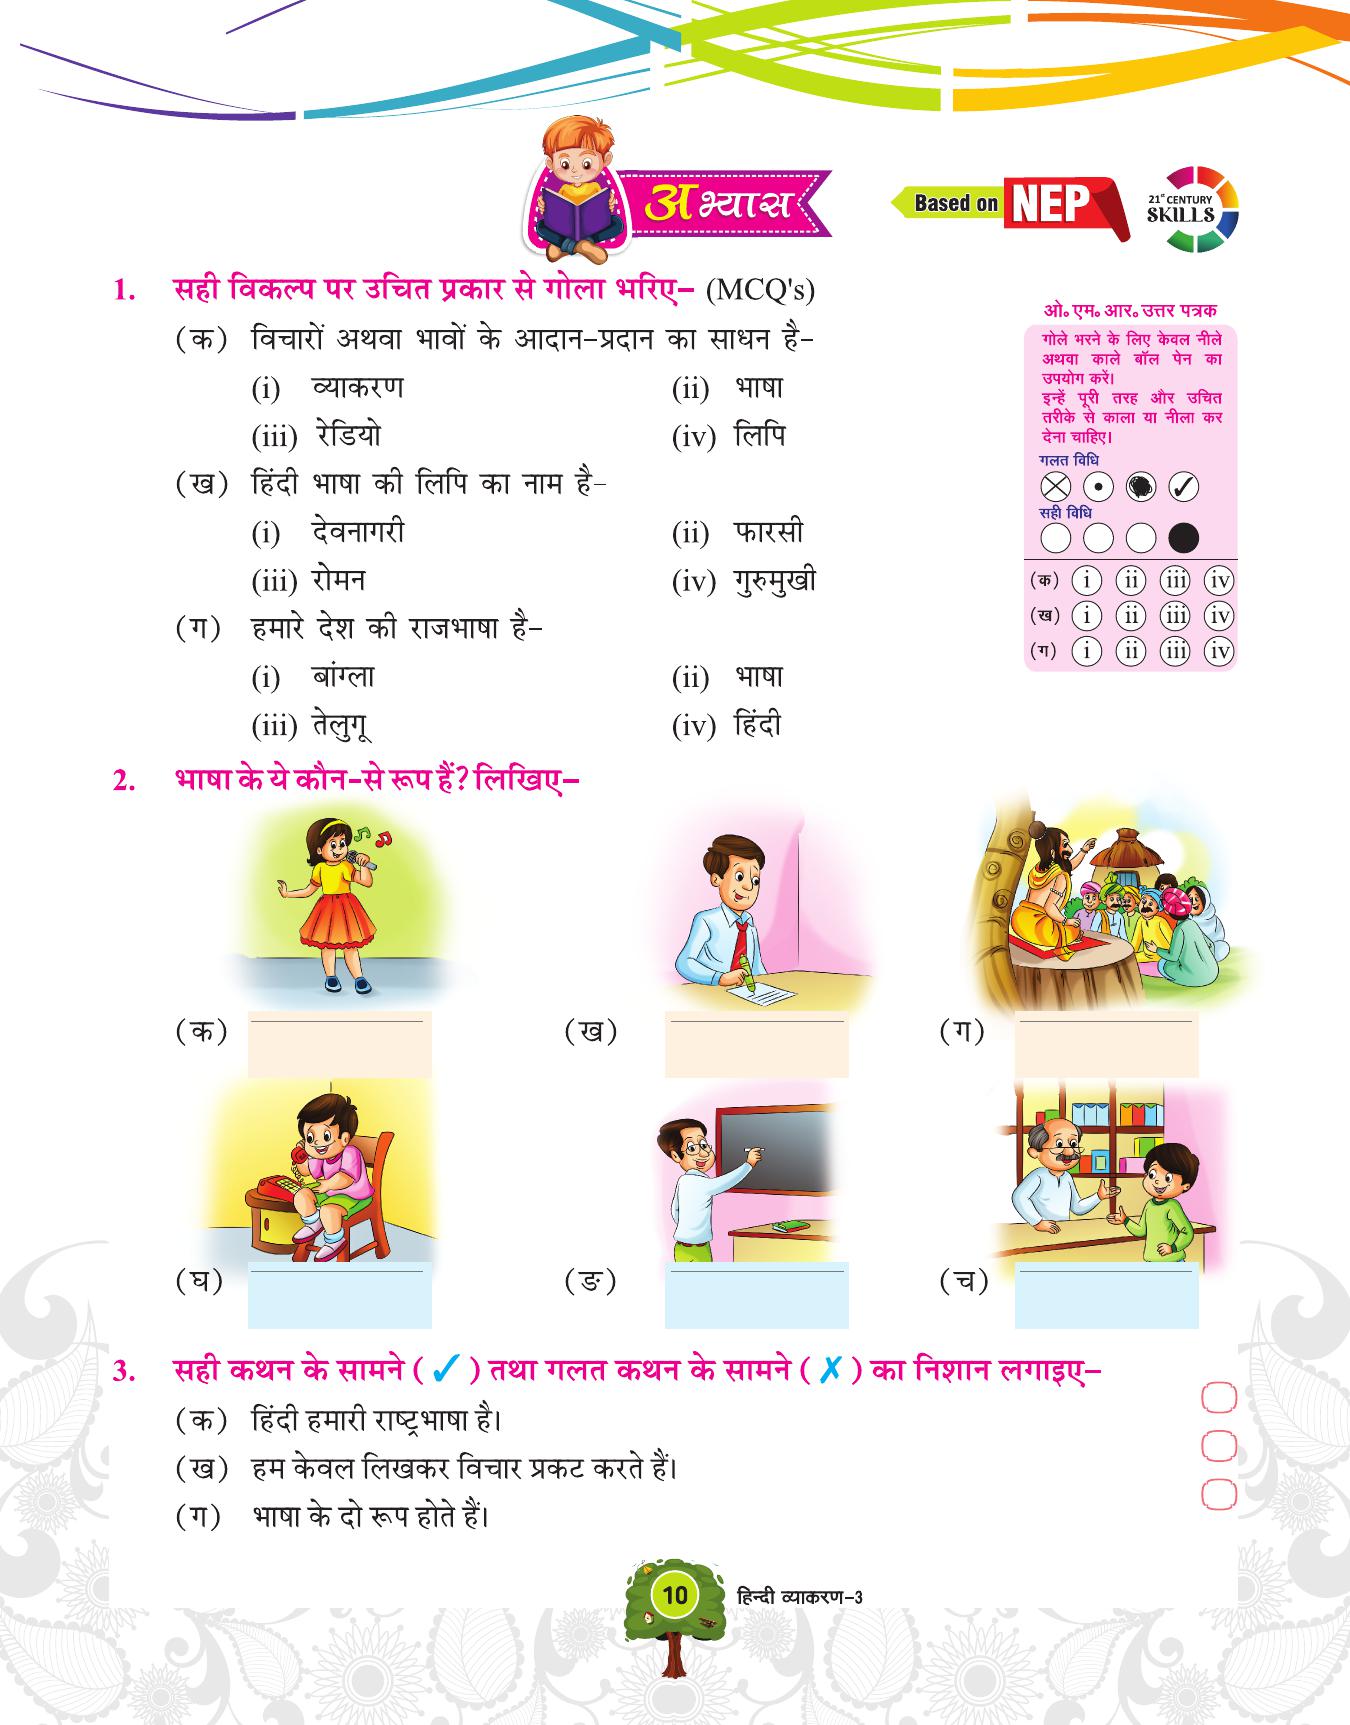 अभ्यास
Based on NEP
21st CENTURY
SKILLS
1. सही विकल्प पर उचित प्रकार से गोला भरिए– (MCQ's)
(क) विचारों अथवा भावों के आदान-प्रदान का साधन है–
(i) व्याकरण (ii) भाषा
(iii) रेडियो (iv) लिपि
(ख) हिंदी भाषा की लिपि का नाम है–
(i) देवनागरी (ii) फारसी
(iii) रोमन (iv) गुरुमुखी
(ग) हमारे देश की राजभाषा है–
(i) बांग्ला (ii) भाषा
(iii) तेलुगू (iv) हिंदी
ओ॰ एम॰ आर॰ उत्तर पत्रक
गोले भरने के लिए केवल नीले
अथवा काले बॉल पेन का
उपयोग करें।
इन्हें पूरी तरह और उचित
तरीके से काला या नीला कर
देना चाहिए।
गलत विधि
सही विधि
(क) i ii iii iv
(ख) i ii iii iv
(ग) i ii iii iv
2. भाषा के ये कौन-से रूप हैं? लिखिए–
(क) (ख) (ग)
(घ) (ङ) (च)
3. सही कथन के सामने ( ✓ ) तथा गलत कथन के सामने ( ✗ ) का निशान लगाइए–
(क) हिंदी हमारी राष्ट्रभाषा है।
(ख) हम केवल लिखकर विचार प्रकट करते हैं।
(ग) भाषा के दो रूप होते हैं।
10 हिन्दी व्याकरण-3